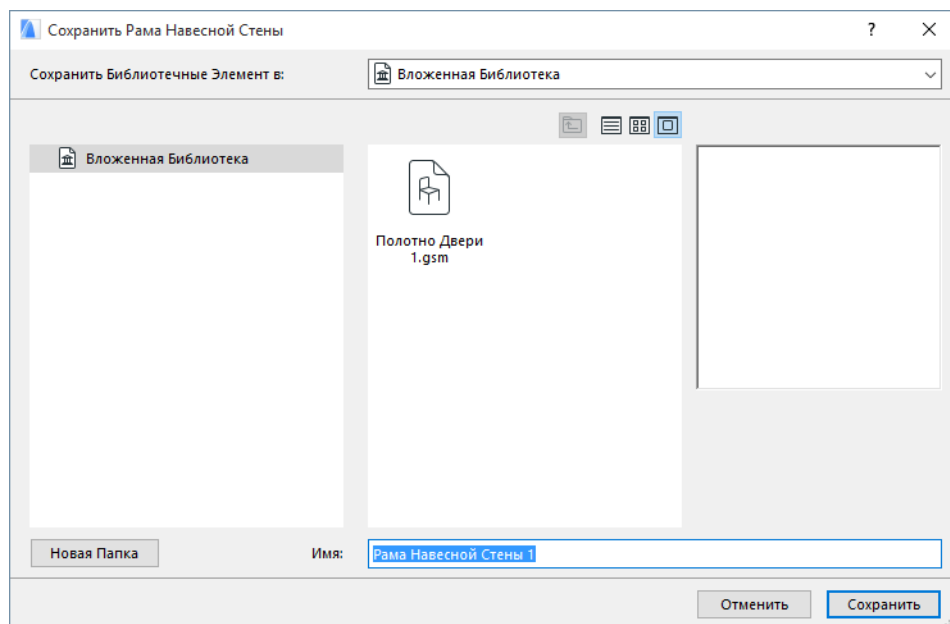 Сохранить Рама Навесной Стены
?
Сохранить Библиотечные Элемент в:
Вложенная Библиотека
Вложенная Библиотека
Полотно Двери
1.gsm
Новая Папка
Имя:
Рама Навесной Стены 1
Отменить
Сохранить